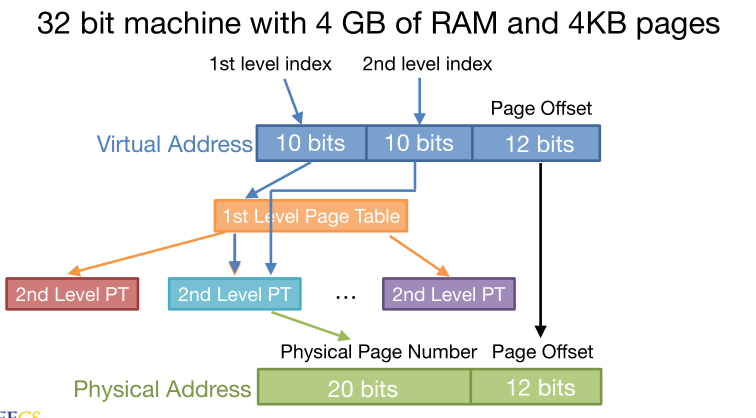 32 bit machine with 4 GB of RAM and 4KB pages
1st level index 2nd level index
Page Offset
Virtual Address 10 bits 10 bits 12 bits
1st Level Page Table
2nd Level PT 2nd Level PT ... 2nd Level PT
Physical Page Number Page Offset
Physical Address 20 bits 12 bits